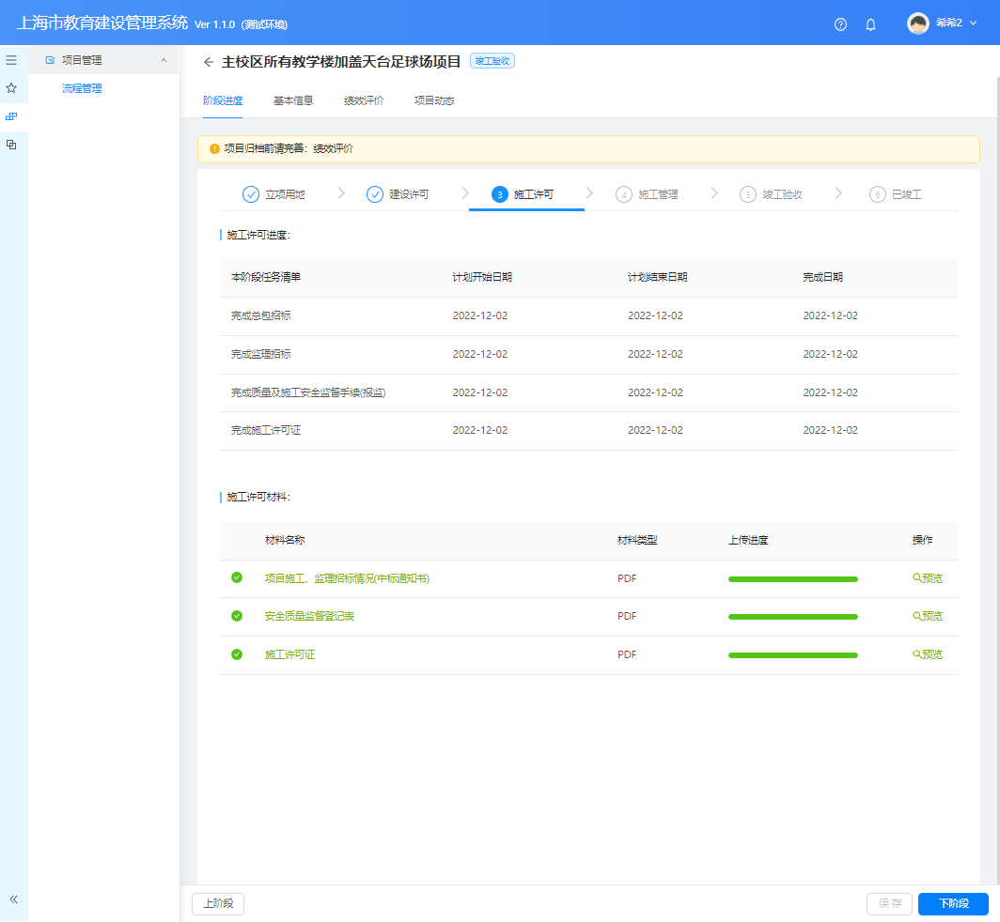 上海市教育建设管理系统 Ver 1.1.0 (测试环境)
希希2
项目管理
流程管理
主校区所有教学楼加盖天台足球场项目 竣工验收
阶段进度 基本信息 绩效评价 项目动态
项目归档前请完善：绩效评价
立项用地 建设许可 3 施工许可 4 施工管理 5 竣工验收 6 已竣工
施工许可进度：
本阶段任务清单 计划开始日期 计划结束日期 完成日期
完成总包招标 2022-12-02 2022-12-02 2022-12-02
完成监理招标 2022-12-02 2022-12-02 2022-12-02
完成质量及施工安全监督手续(报监) 2022-12-02 2022-12-02 2022-12-02
完成施工许可证 2022-12-02 2022-12-02 2022-12-02
施工许可材料：
材料名称 材料类型 上传进度 操作
项目施工、监理招标情况(中标通知书) PDF 预览
安全质量监督登记表 PDF 预览
施工许可证 PDF 预览
上阶段 保存 下阶段